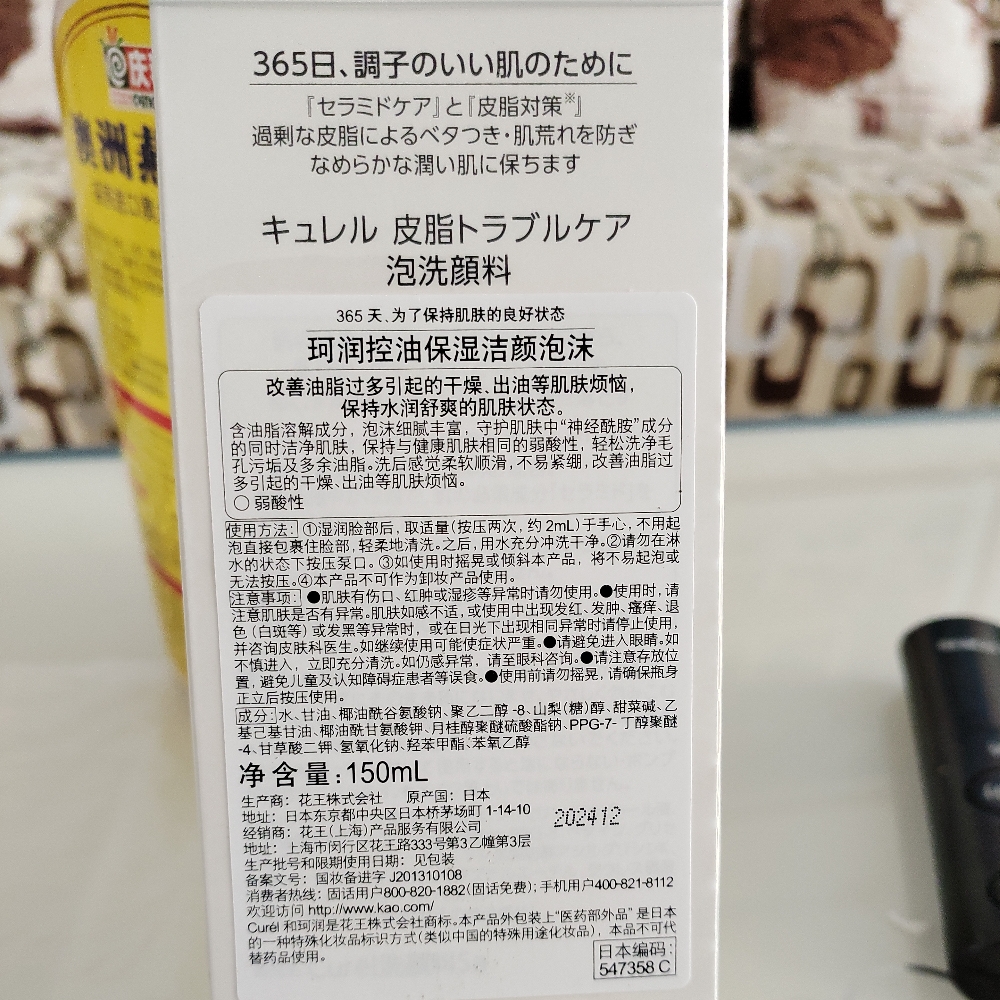 365日、調子のいい肌のために
『セラミドケア』と『皮脂対策※』
過剰な皮脂によるベタつき・肌荒れを防ぎ
なめらかな潤い肌に保ちます
キュレル 皮脂トラブルケア
泡洗顔料
365 天、为了保持肌肤的良好状态
珂润控油保湿洁颜泡沫
改善油脂过多引起的干燥、出油等肌肤烦恼，
保持水润舒爽的肌肤状态。
含油脂溶解成分，泡沫细腻丰富，守护肌肤中“神经酰胺”成分
的同时洁净肌肤，保持与健康肌肤相同的弱酸性，轻松洗净毛
孔污垢及多余油脂。洗后感觉柔软顺滑，不易紧绷，改善油脂过
多引起的干燥、出油等肌肤烦恼。
○ 弱酸性
使用方法：①湿润脸部后，取适量（按压两次，约 2mL）于手心，不用起
泡直接包裹住脸部，轻柔地清洗。之后，用水充分冲洗干净。②请勿在淋
水的状态下按压泵口。③如使用时摇晃或倾斜本产品，将不易起泡或
无法按压。④本产品不可作为卸妆产品使用。
注意事项：●肌肤有伤口、红肿或湿疹等异常时请勿使用。●使用时，请
注意肌肤是否有异常。肌肤如感不适，或使用中出现发红、发肿、瘙痒、退
色（白斑等）或发黑等异常时，或在日光下出现相同异常时请停止使用，
并咨询皮肤科医生。如继续使用可能使症状严重。●请避免进入眼睛。如
不慎进入，立即充分清洗。如仍感异常，请至眼科咨询。●请注意存放位
置，避免儿童及认知障碍症患者等误食。●使用前请勿摇晃，请确保瓶身
正立后按压使用。
成分：水、甘油、椰油酰谷氨酸钠、聚乙二醇 -8、山梨（糖）醇、甜菜碱、乙
基己基甘油、椰油酰甘氨酸钾、月桂醇聚醚硫酸酯钠、PPG-7- 丁醇聚醚
-4、甘草酸二钾、氢氧化钠、羟苯甲酯、苯氧乙醇
净含量：150mL
生产商：花王株式会社 原产国：日本
地址：日本东京都中央区日本桥茅场町 1-14-10
202412
经销商：花王（上海）产品服务有限公司
地址：上海市闵行区花王路333号第3乙幢第3层
生产批号和限期使用日期：见包装
备案文号：国妆备进字 J201310108
消费者热线：固话用户800-820-1882（固话免费）；手机用户400-821-8112
欢迎访问 http://www.kao.com/
Curél 和珂润是花王株式会社商标。本产品外包装上“医药部外品”是日本
的一种特殊化妆品标识方式（类似中国的特殊用途化妆品），本品不可代
替药品使用。
日本编码：
547358 C
澳洲燕